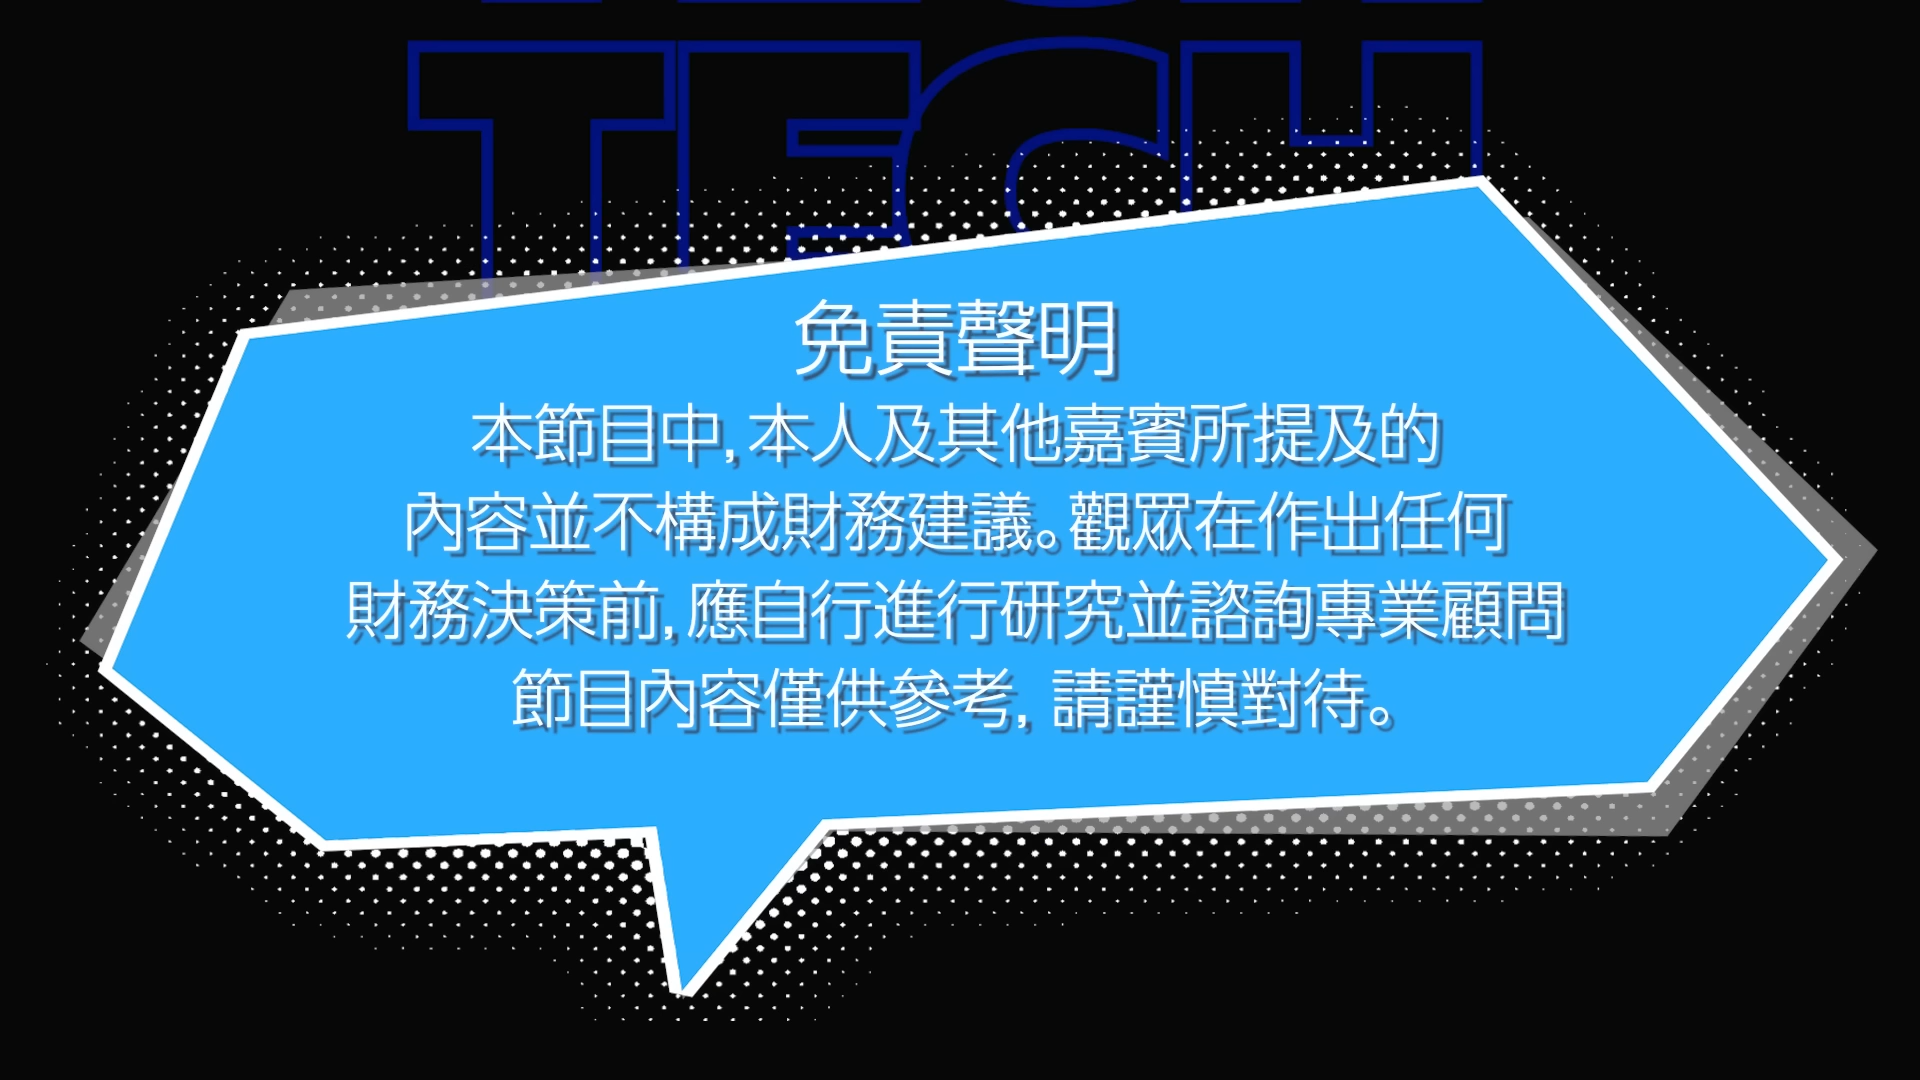 TECH
免責聲明
本節目中,本人及其他嘉賓所提及的
內容並不構成財務建議。觀眾在作出任何
財務決策前,應自行進行研究並諮詢專業顧問
節目內容僅供參考, 請謹慎對待。